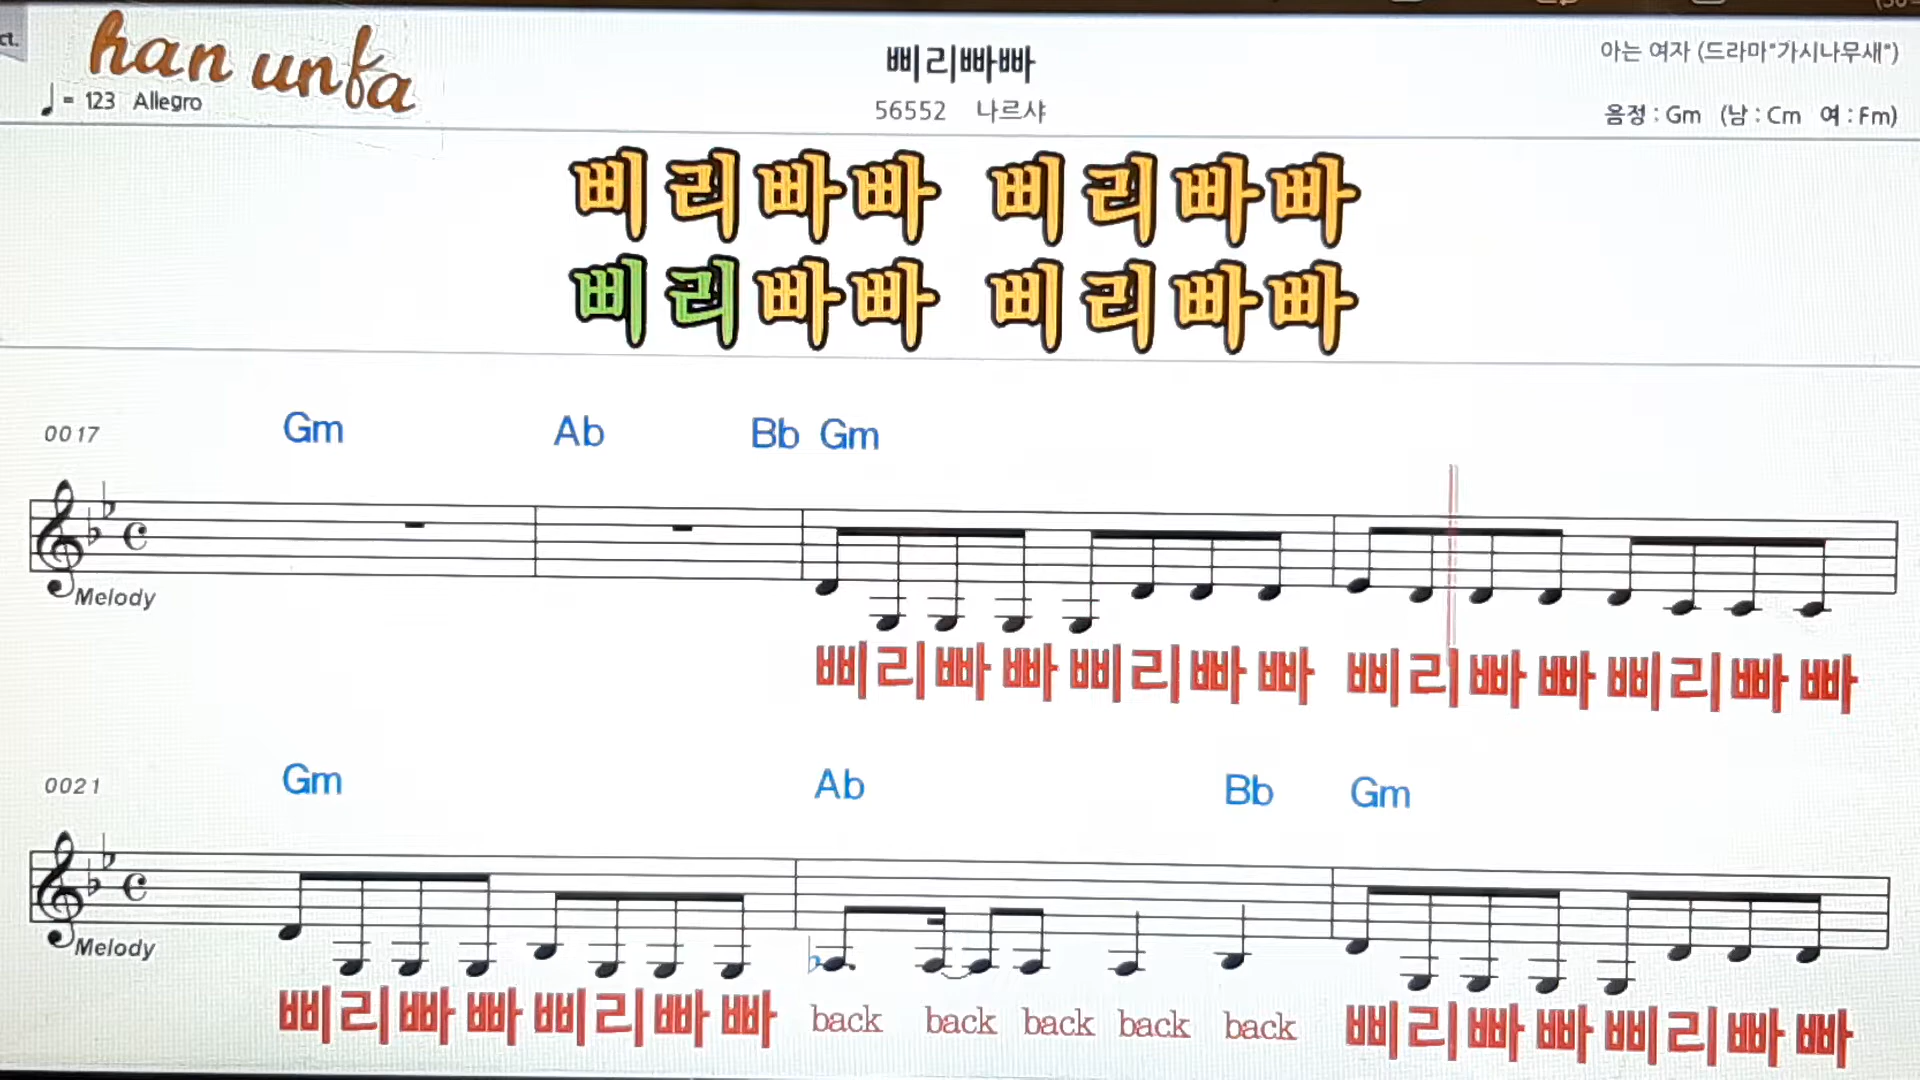 ct.
han unfa
♩= 123 Allegro
삐리빠빠
56552 나르샤
아는 여자 (드라마"가시나무새")
음정 : Gm (남 : Cm 여 : Fm)
삐리빠빠 삐리빠빠
삐리빠빠 삐리빠빠
0017 Gm Ab Bb Gm
Melody
삐리빠빠삐리빠빠 삐리빠빠삐리빠빠
0021 Gm Ab Bb Gm
Melody
삐리빠빠삐리빠빠 back back back back back 삐리빠빠삐리빠빠